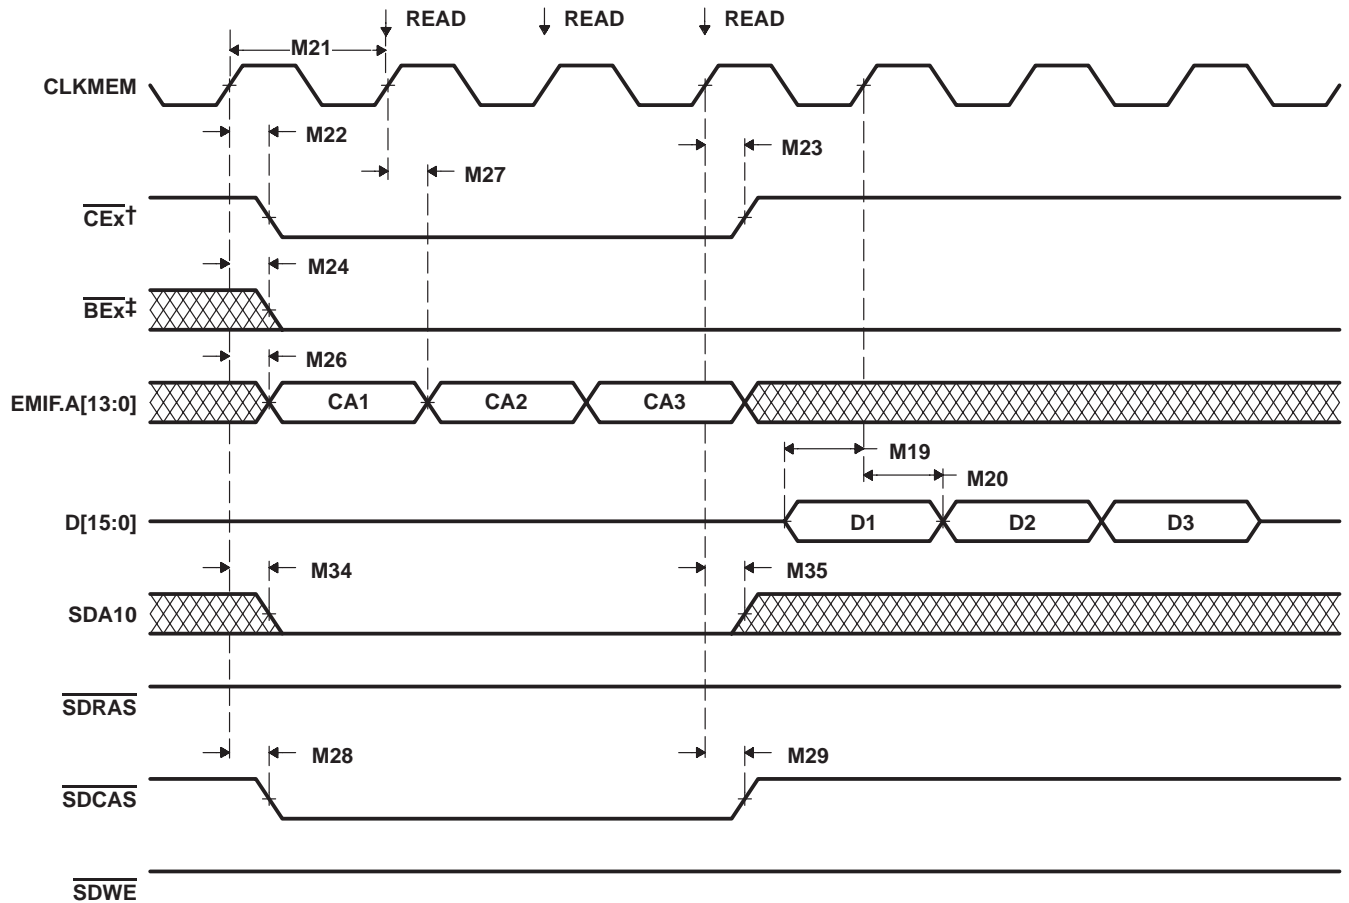 READ READ READ
M21
CLKMEM
M22
M23
M27
CEx†
M24
BEx‡
M26
EMIF.A[13:0] CA1 CA2 CA3
M19
M20
D[15:0] D1 D2 D3
M34 M35
SDA10
SDRAS
M28 M29
SDCAS
SDWE